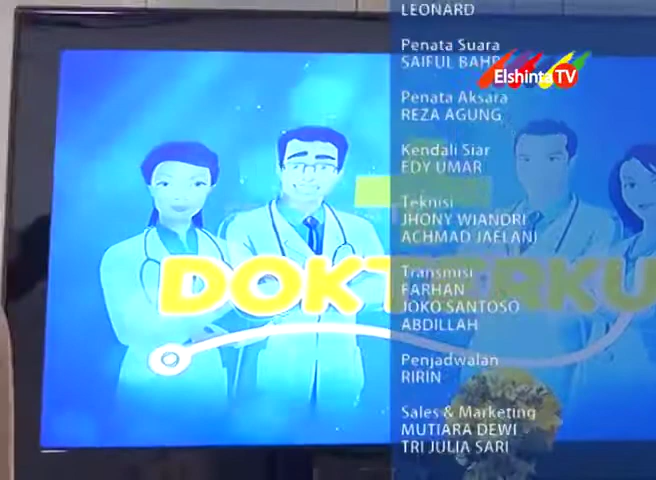 LEONARD
Penata Suara
SAIFUL BAHRI
Elshinta TV
Penata Aksara
REZA AGUNG
Kendali Siar
EDY UMAR
Teknisi
JHONY WIANDRI
ACHMAD JAELANI
DOKTERKU
Transmisi
FARHAN
JOKO SANTOSO
ABDILLAH
Penjadwalan
RIRIN
Sales & Marketing
MUTIARA DEWI
TRI JULIA SARI